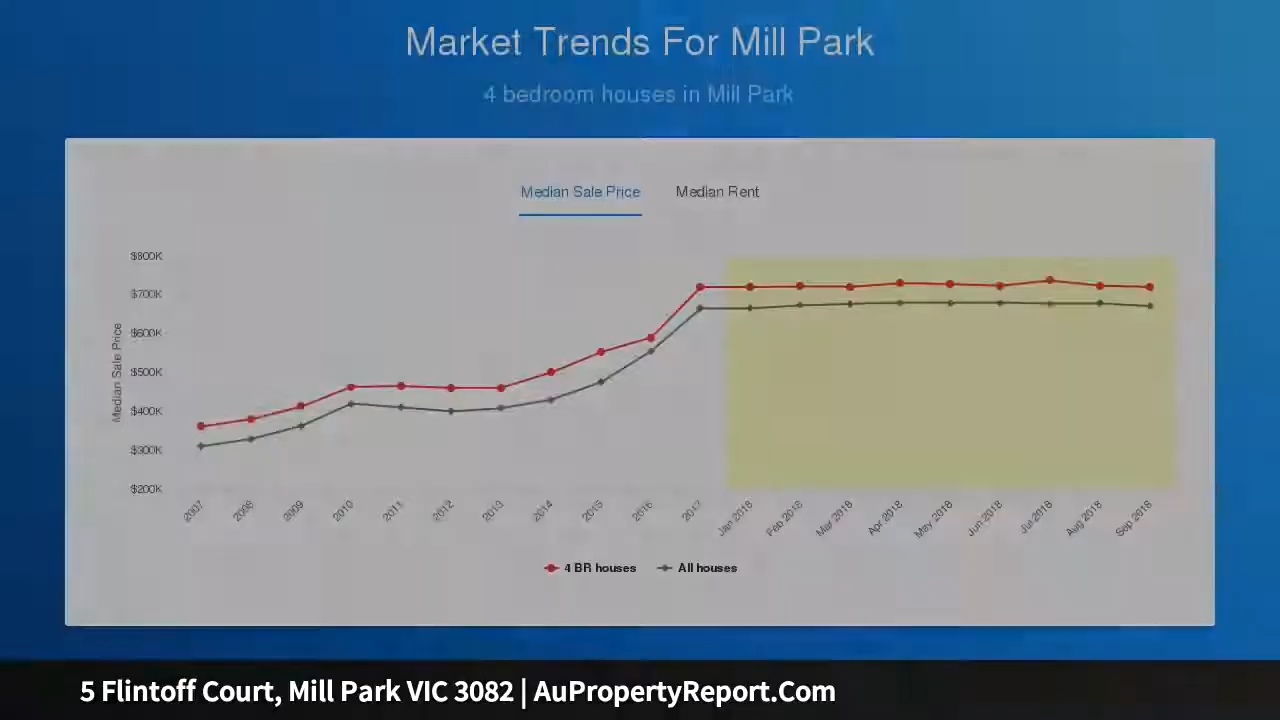 Market Trends For Mill Park
4 bedroom houses in Mill Park
Median Sale Price Median Rent
$800K
$700K
$600K
$500K
$400K
$300K
$200K
Median Sale Price
2007 2008 2009 2010 2011 2012 2013 2014 2015 2016 2017 Jan 2018 Feb 2018 Mar 2018 Apr 2018 May 2018 Jun 2018 Jul 2018 Aug 2018 Sep 2018
4 BR houses All houses
5 Flintoff Court, Mill Park VIC 3082 | AuPropertyReport.Com